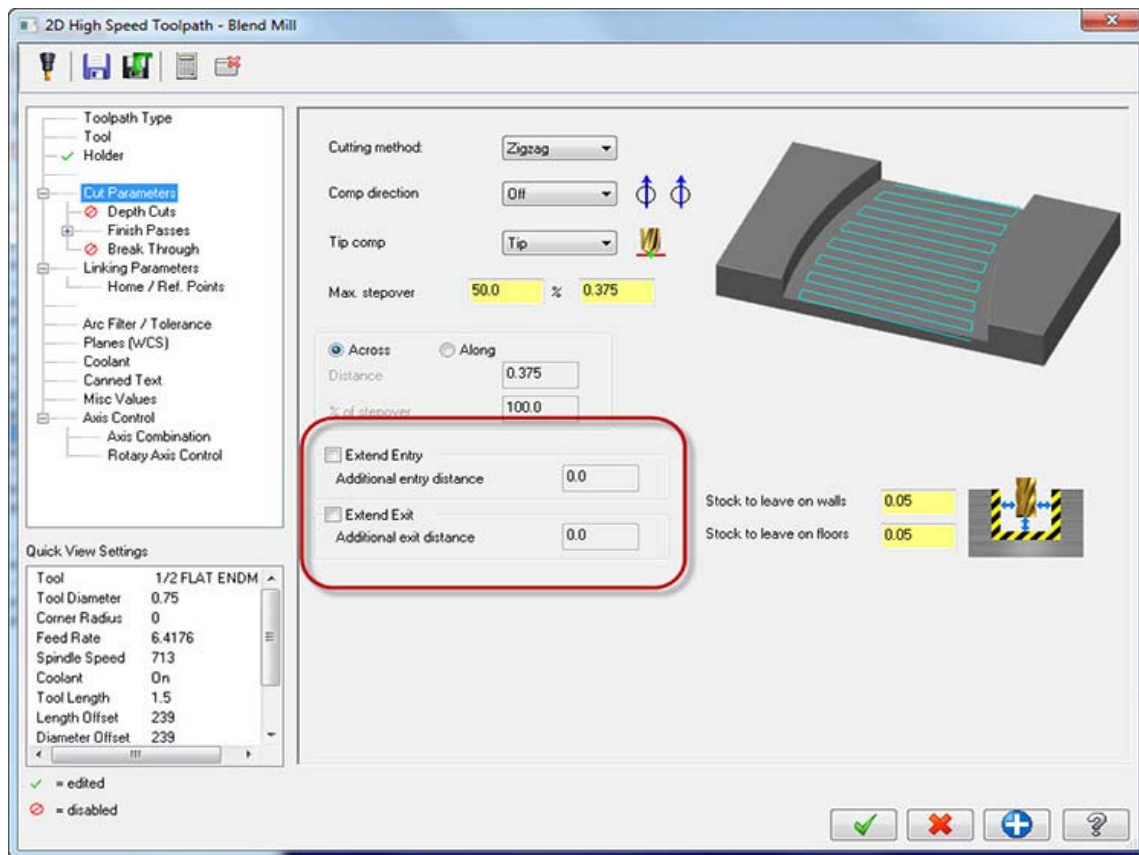 2D High Speed Toolpath - Blend Mill
Toolpath Type
Tool
Holder
Cut Parameters
Depth Cuts
Finish Passes
Break Through
Linking Parameters
Home / Ref. Points
Arc Filter / Tolerance
Planes (WCS)
Coolant
Canned Text
Misc Values
Axis Control
Axis Combination
Rotary Axis Control
Quick View Settings
Tool 1/2 FLAT ENDM
Tool Diameter 0.75
Corner Radius 0
Feed Rate 6.4176
Spindle Speed 713
Coolant On
Tool Length 1.5
Length Offset 239
Diameter Offset 239
= edited
= disabled
Cutting method: Zigzag
Comp direction Off
Tip comp Tip
Max. stepover 50.0 % 0.375
Across Along
Distance 0.375
% of stepover 100.0
Extend Entry
Additional entry distance 0.0
Extend Exit
Additional exit distance 0.0
Stock to leave on walls 0.05
Stock to leave on floors 0.05